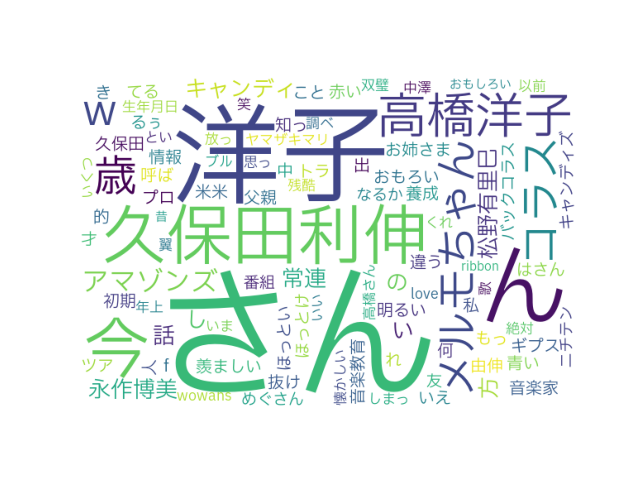 き てる キャンディ こと 赤い 双璧 中澤 おもしろい 以前
W 生年月日 笑 高橋洋子
るぅ 洋子 知っ 調べ
久保田 とい 放っ ヤマザキマリ お姉さま
歳 情報 ブル 思っ 中 トラ 出 おもろい メルモちゃん 松野有里巳 バックコラス コラス キャンディズ
つくづく 呼ば プロ 米米 父親 残酷 なるか 養成
的 昔 久保田利伸 くれ
才 翼 違う ribbon はさん ん
アマゾンズ 番組 常連 の 高橋さん
今 初期 年上 し いま さん love 明るい 私 歌
話 ほっとい ほっとけ いい い 何 もっ 絶対
ツア 人 f 羨ましい 懐かしい 音楽教育 れ ギプス ニチテン
永作博美 抜け 友 由伸 青い
wowans めぐさん しまっ いえ 方 音楽家